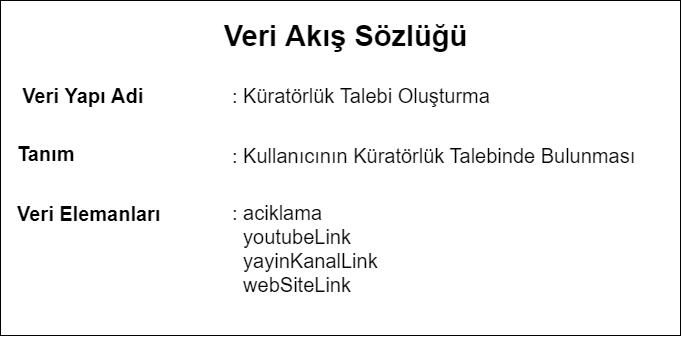 Veri Akış Sözlüğü
Veri Yapı Adi : Küratörlük Talebi Oluşturma
Tanım : Kullanıcının Küratörlük Talebinde Bulunması
Veri Elemanları : aciklama
youtubeLink
yayinKanalLink
webSiteLink